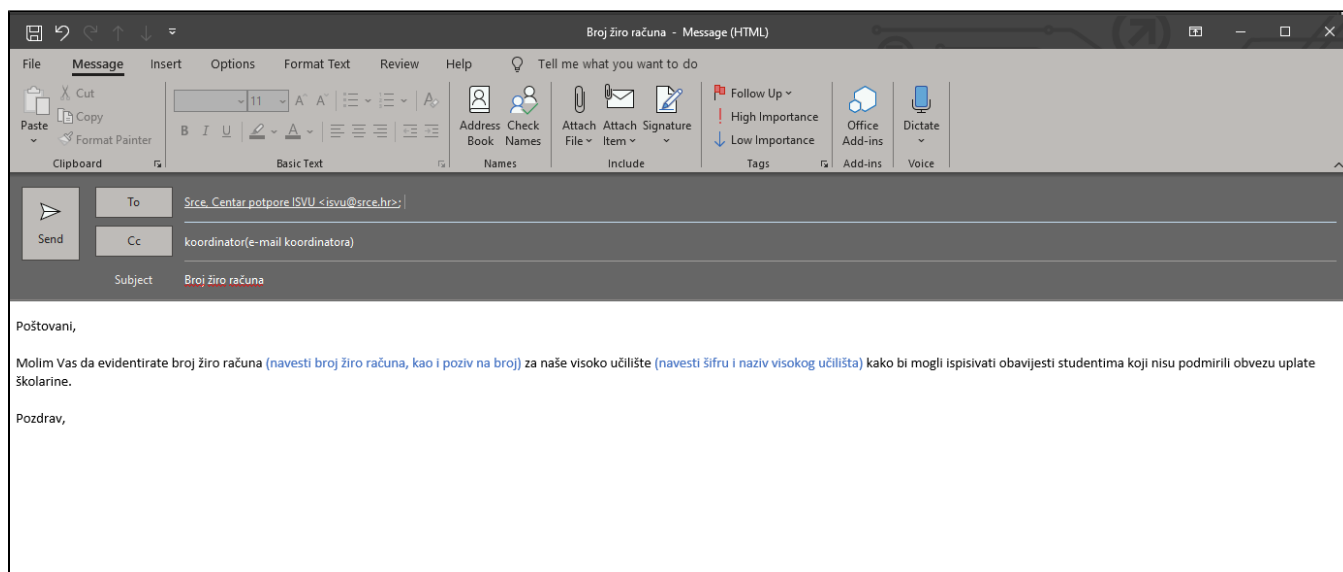 Broj žiro računa - Message (HTML)
File Message Insert Options Format Text Review Help Tell me what you want to do
Paste
Cut
Copy
Format Painter
Clipboard
11
B I U
Basic Text
Address Book
Check Names
Names
Attach File
Attach Item
Signature
Include
Follow Up
High Importance
Low Importance
Tags
Office Add-ins
Add-ins
Dictate
Voice
Send
To Srce, Centar potpore ISVU <isvu@srce.hr>;
Cc koordinator(e-mail koordinatora)
Subject Broj žiro računa
Poštovani,
Molim Vas da evidentirate broj žiro računa (navesti broj žiro računa, kao i poziv na broj) za naše visoko učilište (navesti šifru i naziv visokog učilišta) kako bi mogli ispisivati obavijesti studentima koji nisu podmirili obvezu uplate
školarine.
Pozdrav,